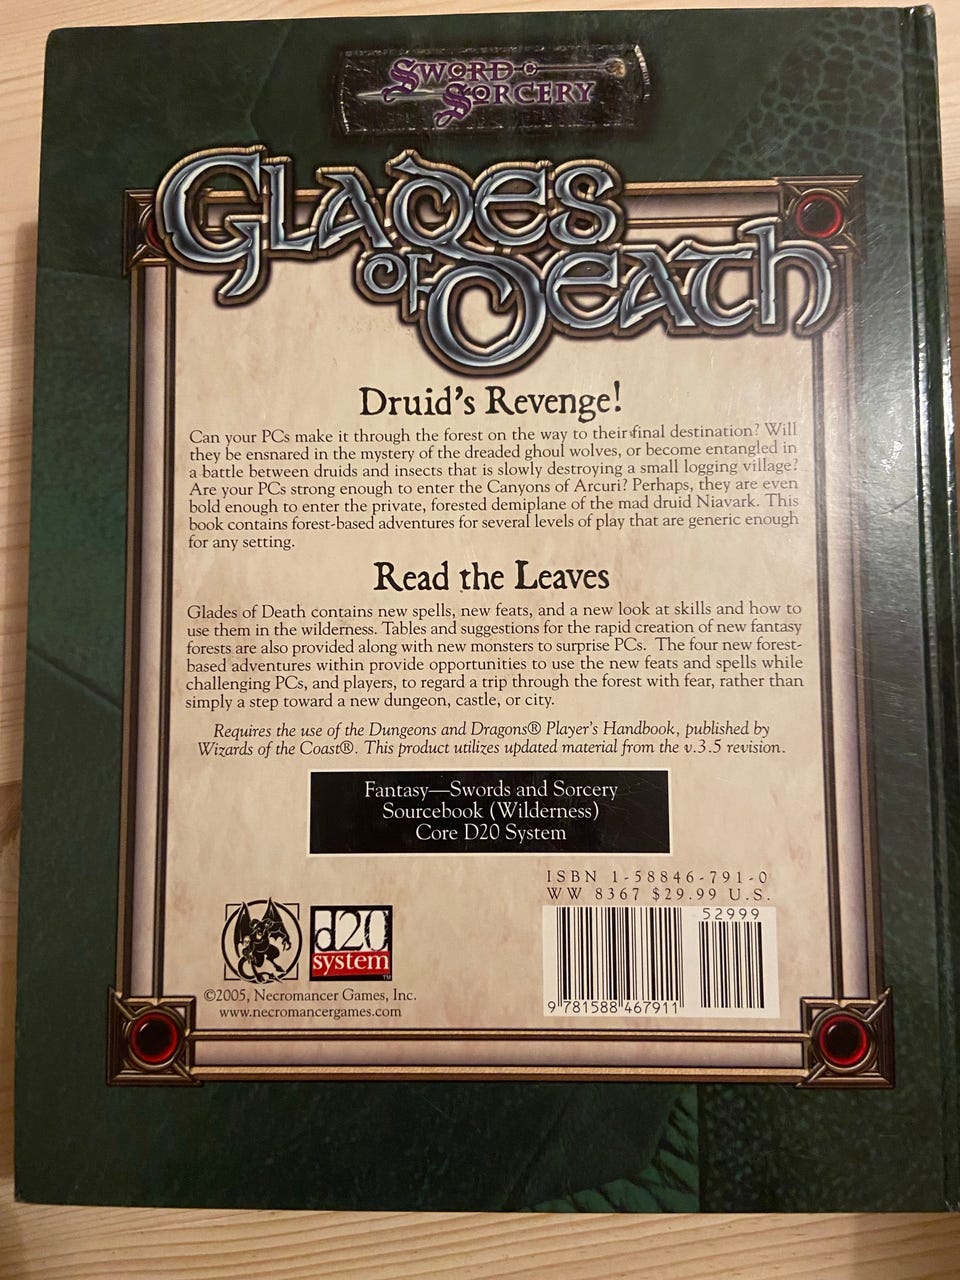 Sword & Sorcery
Glades of Death
Druid's Revenge!
Can your PCs make it through the forest on the way to their final destination? Will
they be ensnared in the mystery of the dreaded ghoul wolves, or become entangled in
a battle between druids and insects that is slowly destroying a small logging village?
Are your PCs strong enough to enter the Canyons of Arcuri? Perhaps, they are even
bold enough to enter the private, forested demiplane of the mad druid Niavark. This
book contains forest-based adventures for several levels of play that are generic enough
for any setting.
Read the Leaves
Glades of Death contains new spells, new feats, and a new look at skills and how to
use them in the wilderness. Tables and suggestions for the rapid creation of new fantasy
forests are also provided along with new monsters to surprise PCs. The four new forest-
based adventures within provide opportunities to use the new feats and spells while
challenging PCs, and players, to regard a trip through the forest with fear, rather than
simply a step toward a new dungeon, castle, or city.
Requires the use of the Dungeons and Dragons® Player's Handbook, published by
Wizards of the Coast®. This product utilizes updated material from the v.3.5 revision.
Fantasy—Swords and Sorcery
Sourcebook (Wilderness)
Core D20 System
ISBN 1-58846-791-0
WW 8367 $29.99 U.S.
52999
d20
system™
9 781588 467911
©2005, Necromancer Games, Inc.
www.necromancergames.com